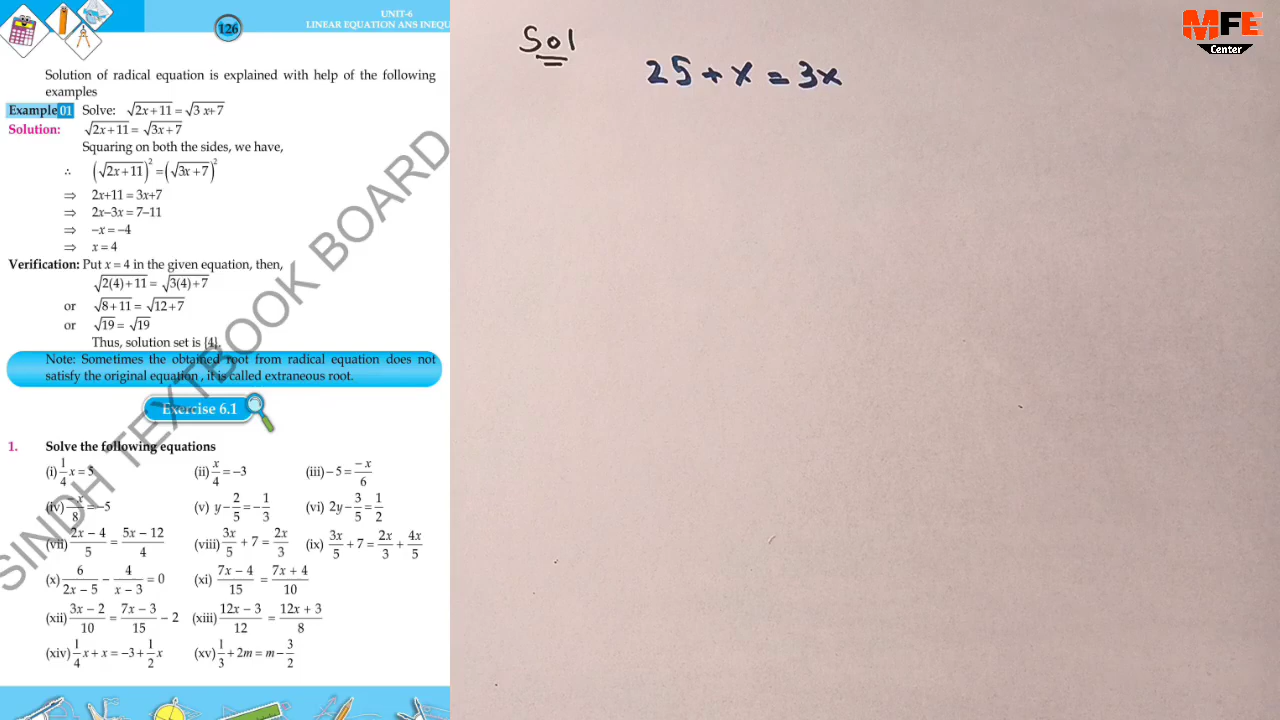 UNIT-6
126
LINEAR EQUATION ANS INEQU
Solution of radical equation is explained with help of the following
examples
Example 01 Solve: √(2x+11) = √(3 x+7)
Solution: √(2x+11) = √(3x+7)
Squaring on both the sides, we have,
∴ (√(2x+11))² = (√(3x+7))²
⇒ 2x+11 = 3x+7
⇒ 2x−3x = 7−11
⇒ −x = −4
⇒ x = 4
Verification: Put x = 4 in the given equation, then,
√(2(4)+11) = √(3(4)+7)
or √(8+11) = √(12+7)
or √19 = √19
Thus, solution set is {4}.
Note: Sometimes the obtained root from radical equation does not
satisfy the original equation , it is called extraneous root.
Exercise 6.1
1. Solve the following equations
(i) 1/4 x = 5 (ii) x/4 = −3 (iii) − 5 = −x/6
(iv) −x/8 = −5 (v) y − 2/5 = − 1/3 (vi) 2y − 3/5 = 1/2
(vii) (2x − 4)/5 = (5x − 12)/4 (viii) 3x/5 + 7 = 2x/3 (ix) 3x/5 + 7 = 2x/3 + 4x/5
(x) 6/(2x − 5) − 4/(x − 3) = 0 (xi) (7x − 4)/15 = (7x + 4)/10
(xii) (3x − 2)/10 = (7x − 3)/15 − 2 (xiii) (12x − 3)/12 = (12x + 3)/8
(xiv) 1/4 x + x = −3 + 1/2 x (xv) 1/3 + 2m = m − 3/2
SINDH TEXTBOOK BOARD
Sol
25 + x = 3x
MFE
Center